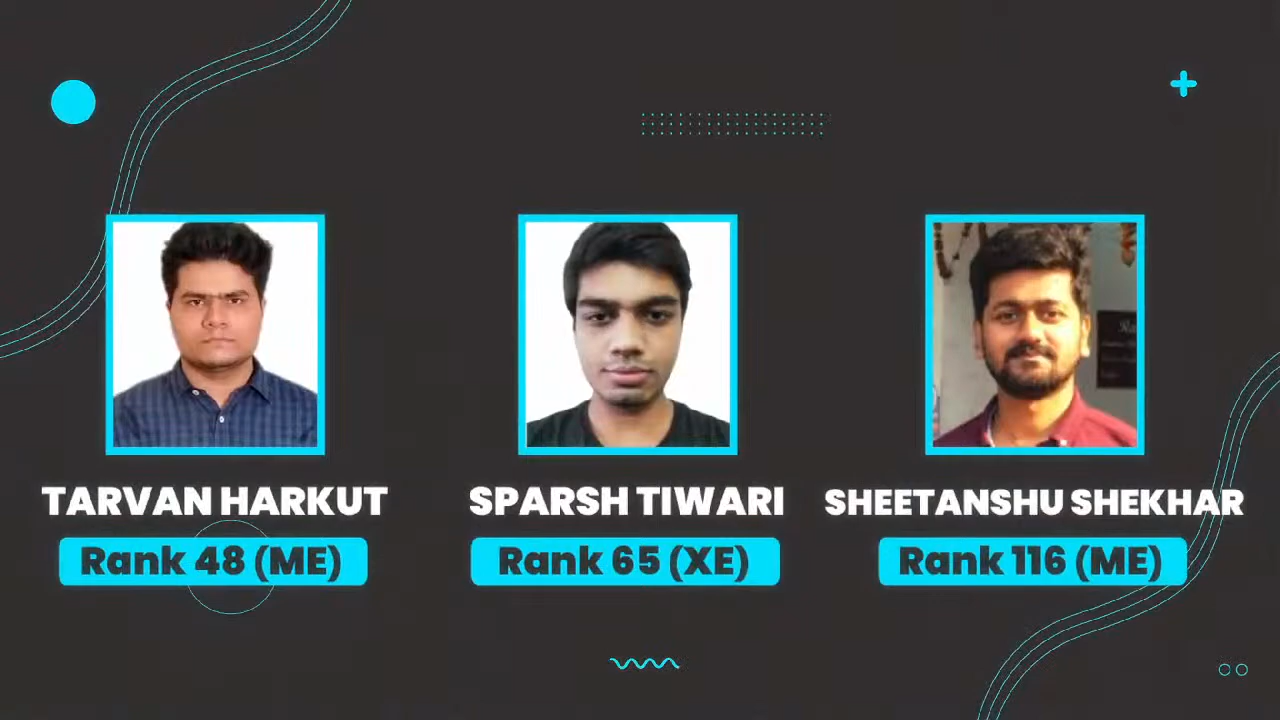 TARVAN HARKUT
Rank 48 (ME)
SPARSH TIWARI
Rank 65 (XE)
SHEETANSHU SHEKHAR
Rank 116 (ME)